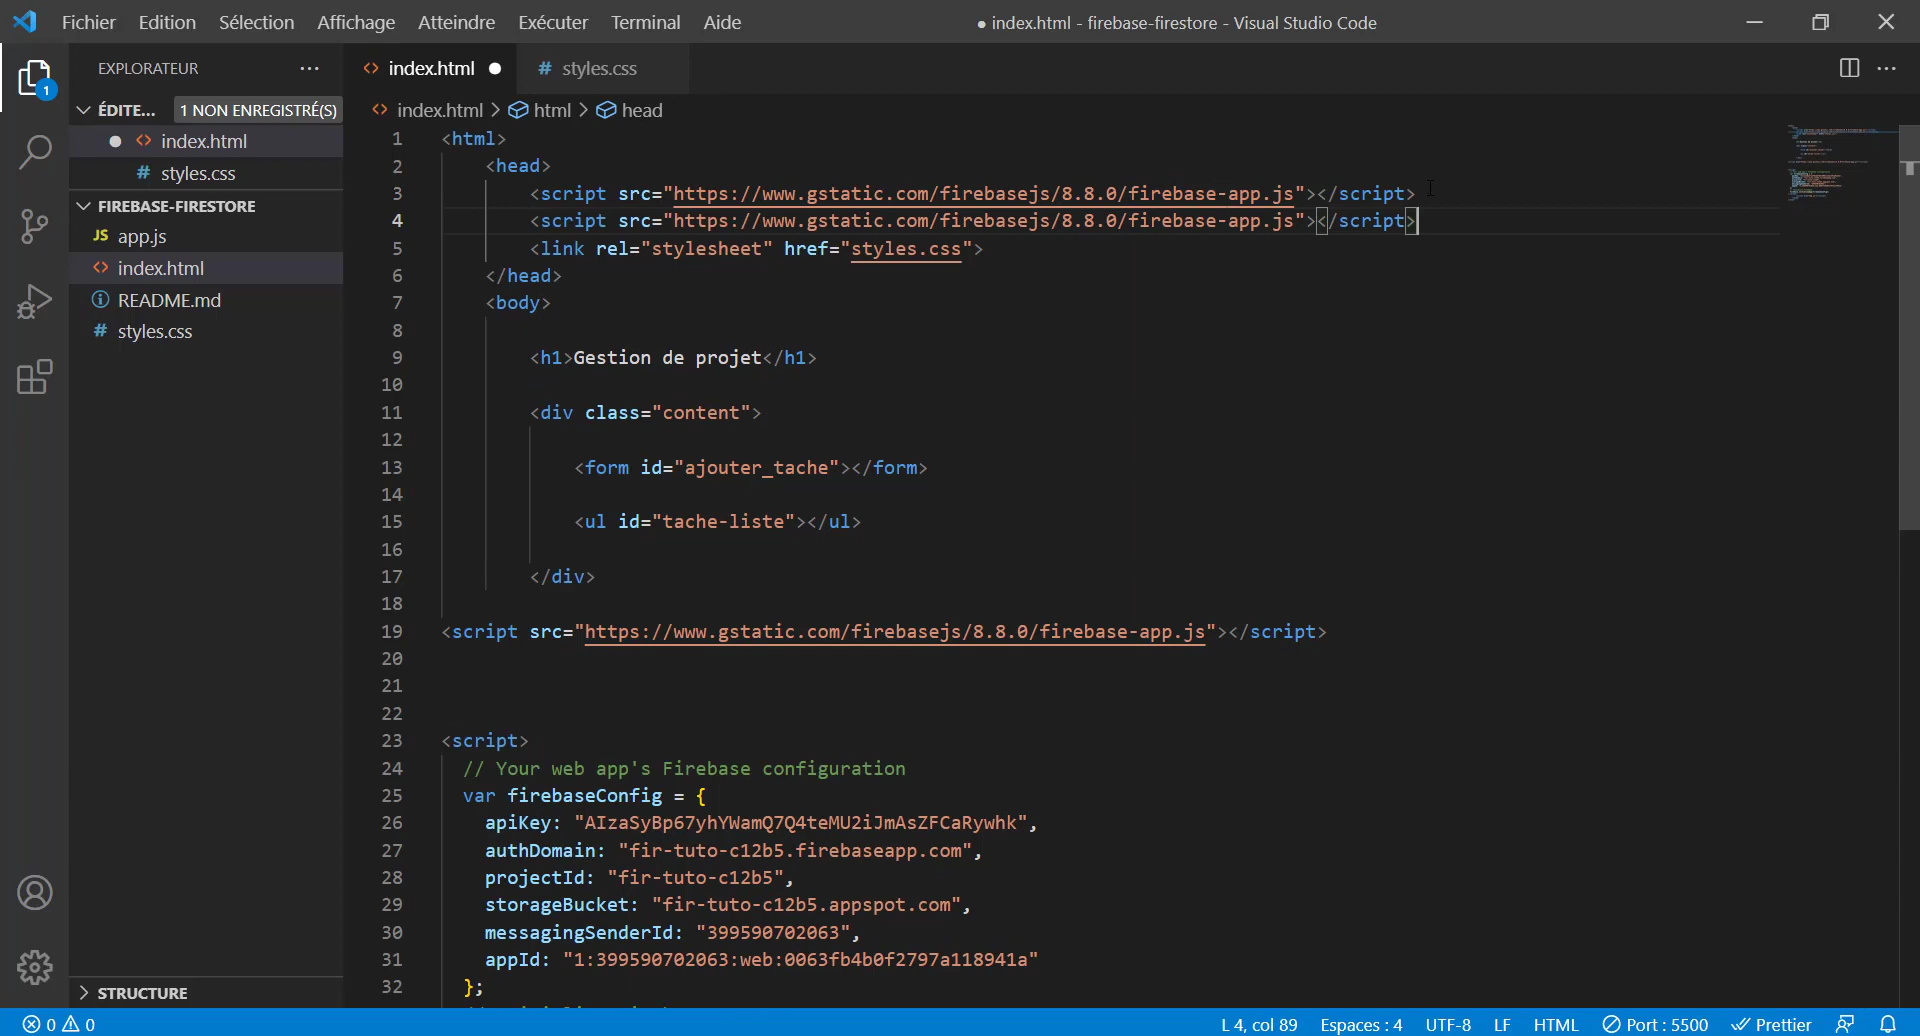 Fichier Edition Sélection Affichage Atteindre Exécuter Terminal Aide
● index.html - firebase-firestore - Visual Studio Code
EXPLORATEUR
1
ÉDITE... 1 NON ENREGISTRÉ(S)
index.html
styles.css
FIREBASE-FIRESTORE
JS app.js
index.html
README.md
# styles.css
STRUCTURE
index.html
# styles.css
index.html > html > head
1 <html>
2 <head>
3 <script src="https://www.gstatic.com/firebasejs/8.8.0/firebase-app.js"></script>
4 <script src="https://www.gstatic.com/firebasejs/8.8.0/firebase-app.js"></script>
5 <link rel="stylesheet" href="styles.css">
6 </head>
7 <body>
8
9 <h1>Gestion de projet</h1>
10
11 <div class="content">
12
13 <form id="ajouter_tache"></form>
14
15 <ul id="tache-liste"></ul>
16
17 </div>
18
19 <script src="https://www.gstatic.com/firebasejs/8.8.0/firebase-app.js"></script>
20
21
22
23 <script>
24 // Your web app's Firebase configuration
25 var firebaseConfig = {
26 apiKey: "AIzaSyBp67yhYWamQ7Q4teMU2iJmAsZFCaRywhk",
27 authDomain: "fir-tuto-c12b5.firebaseapp.com",
28 projectId: "fir-tuto-c12b5",
29 storageBucket: "fir-tuto-c12b5.appspot.com",
30 messagingSenderId: "399590702063",
31 appId: "1:399590702063:web:0063fb4b0f2797a118941a"
32 };
0 0
L 4, col 89 Espaces : 4 UTF-8 LF HTML Port : 5500 Prettier